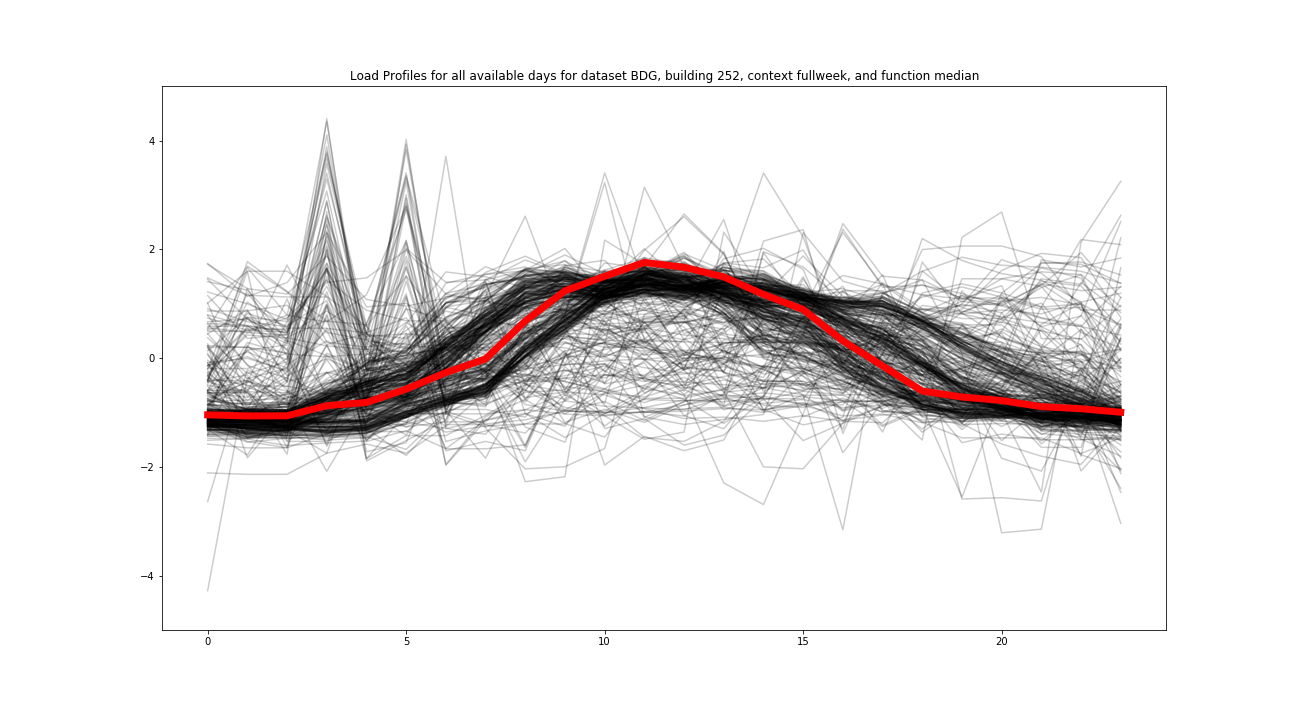 Load Profiles for all available days for dataset BDG, building 252, context fullweek, and function median
4
2
0
−2
−4
0 5 10 15 20